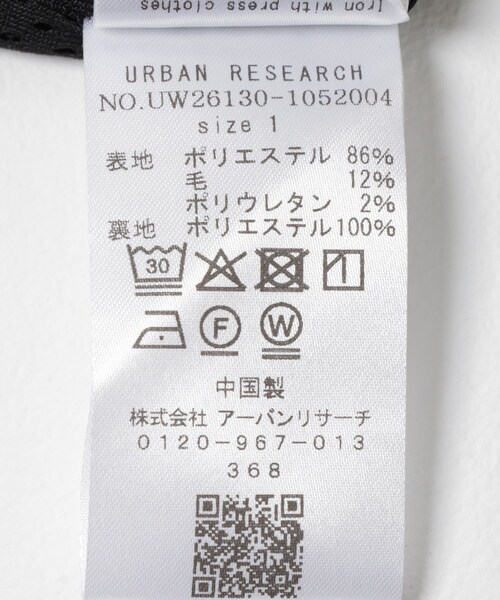 Iron with press clothes
URBAN RESEARCH
NO.UW26130-1052004
size 1
表地 ポリエステル 86%
毛 12%
ポリウレタン 2%
裏地 ポリエステル 100%
30
F W
中国製
株式会社 アーバンリサーチ
0120-967-013
368